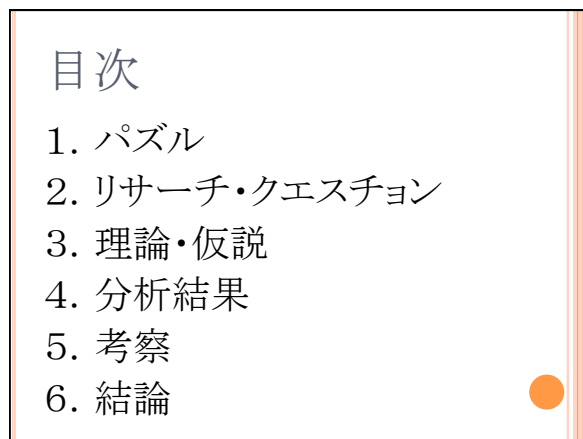 目次
1. パズル
2. リサーチ・クエスチョン
3. 理論・仮説
4. 分析結果
5. 考察
6. 結論